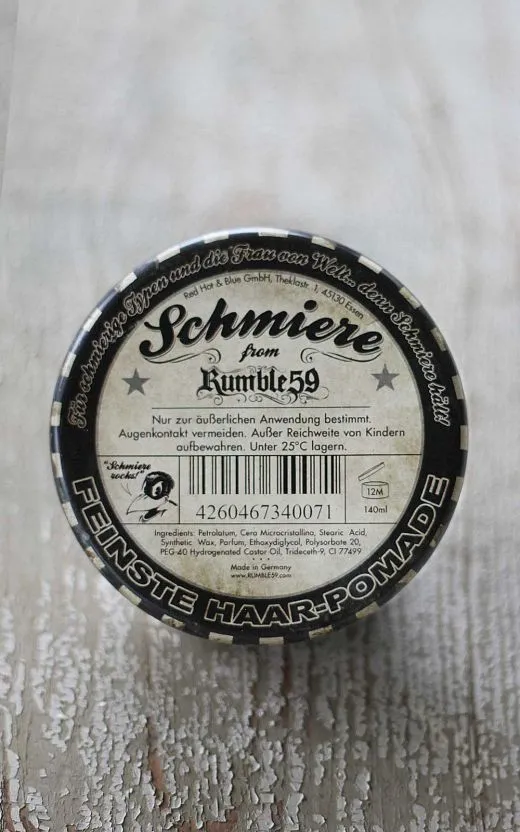 Für schmierige Typen und die Frau von Welt... denn Schmiere hält!
Red Hot & Blue GmbH, Theklastr. 1, 45130 Essen
Schmiere
from
Rumble59
Nur zur äußerlichen Anwendung bestimmt.
Augenkontakt vermeiden. Außer Reichweite von Kindern
aufbewahren. Unter 25°C lagern.
"Schmiere
rocks!"
4260467340071
12M
140ml
Ingredients: Petrolatum, Cera Microcristallina, Stearic Acid,
Synthetic Wax, Parfum, Ethoxydiglycol, Polysorbate 20,
PEG-40 Hydrogenated Castor Oil, Trideceth-9, CI 77499
Made in Germany
www.RUMBLE59.com
FEINSTE HAAR-POMADE